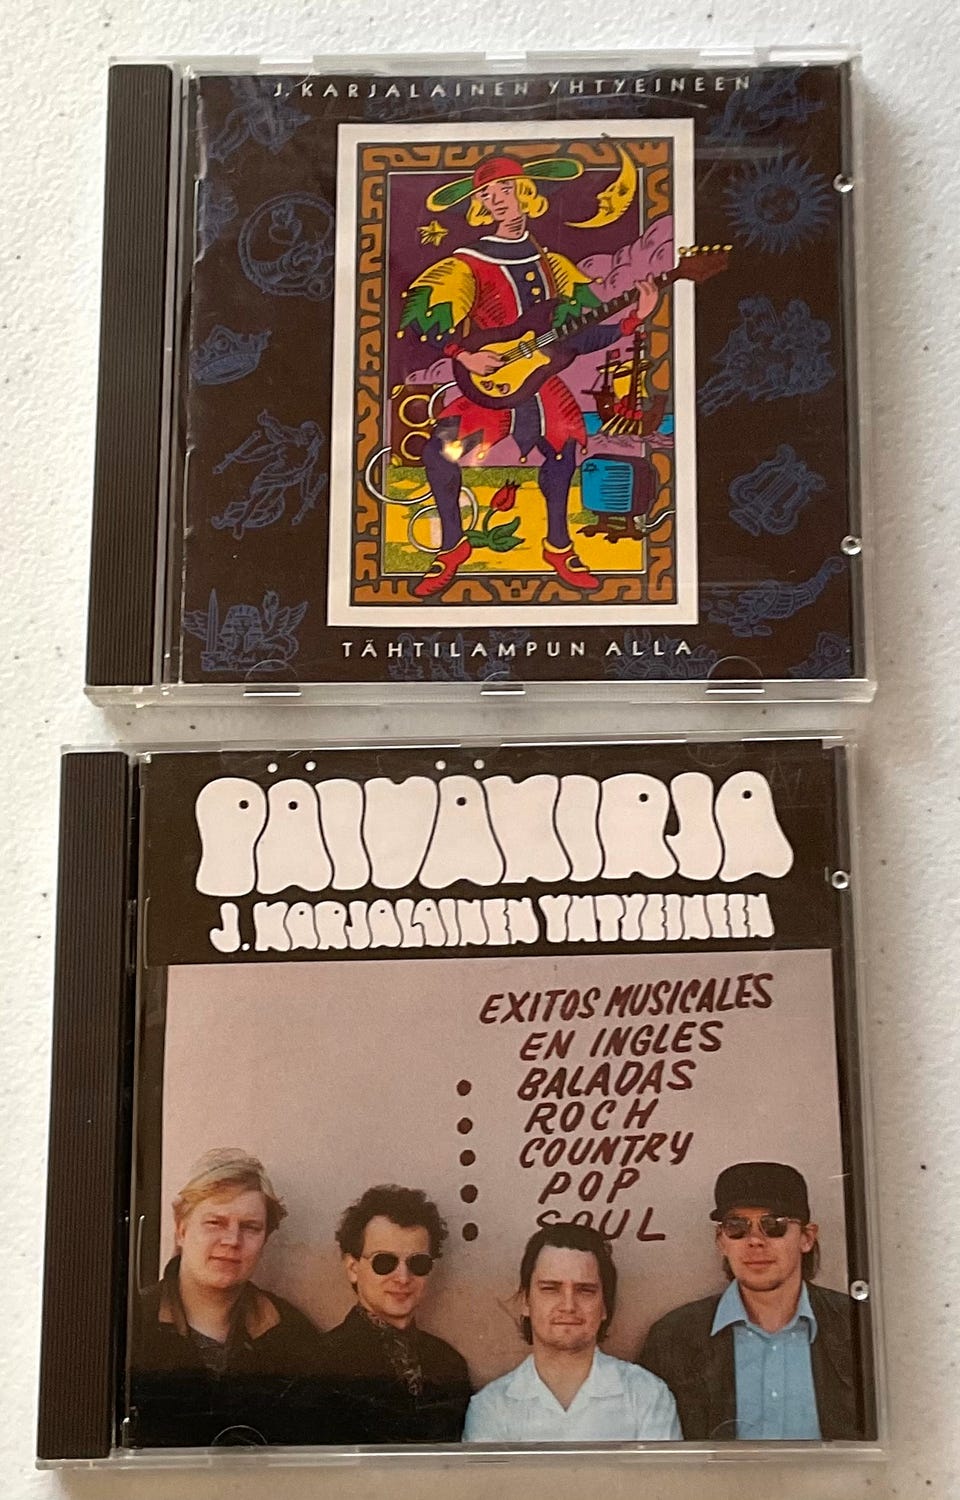 J. KARJALAINEN YHTYEINEEN
TÄHTILAMPUN ALLA
PÄIVÄKIRJA
J. KARJALAINEN YHTYEINEEN
EXITOS MUSICALES
EN INGLES
• BALADAS
• ROCH
• COUNTRY
• POP
• SOUL